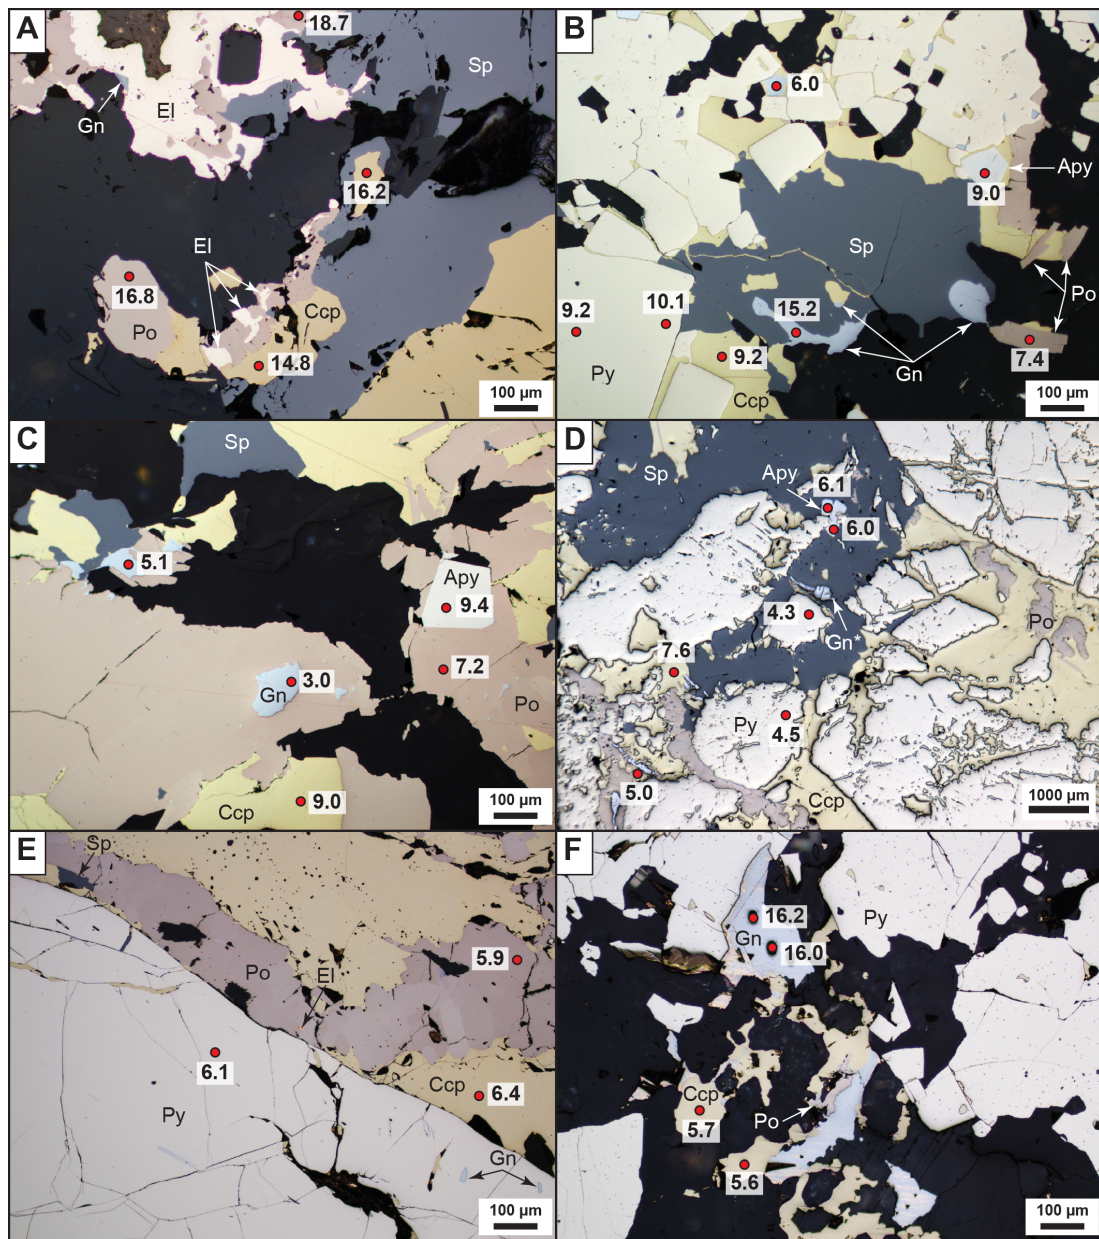 A
18.7
Sp
El
Gn
16.2
El
16.8
Ccp
Po
14.8
100 µm
B
6.0
Apy
9.0
Sp
Po
10.1
9.2
15.2
9.2
7.4
Gn
Py
Ccp
100 µm
C
Sp
5.1
Apy
9.4
7.2
Gn
3.0
Po
9.0
Ccp
100 µm
D
Sp
Apy
6.1
6.0
4.3
Po
Gn*
7.6
Py
4.5
5.0
Ccp
1000 µm
E
Sp
5.9
Po
El
6.1
Ccp
6.4
Py
Gn
100 µm
F
16.2
Py
Gn
16.0
Ccp
Po
5.7
5.6
100 µm